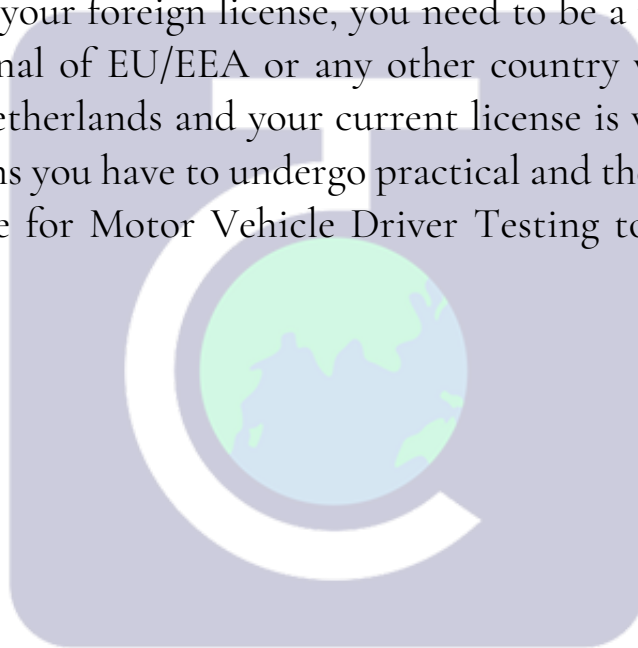 your foreign license, you need to be a
nal of EU/EEA or any other country
etherlands and your current license is
ns you have to undergo practical and
e for Motor Vehicle Driver Testing to